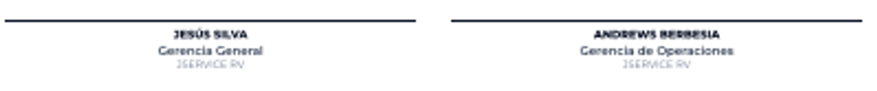 JESÚS SILVA
Gerencia General
JSERVICE RV
ANDREWS BERBESIA
Gerencia de Operaciones
JSERVICE RV